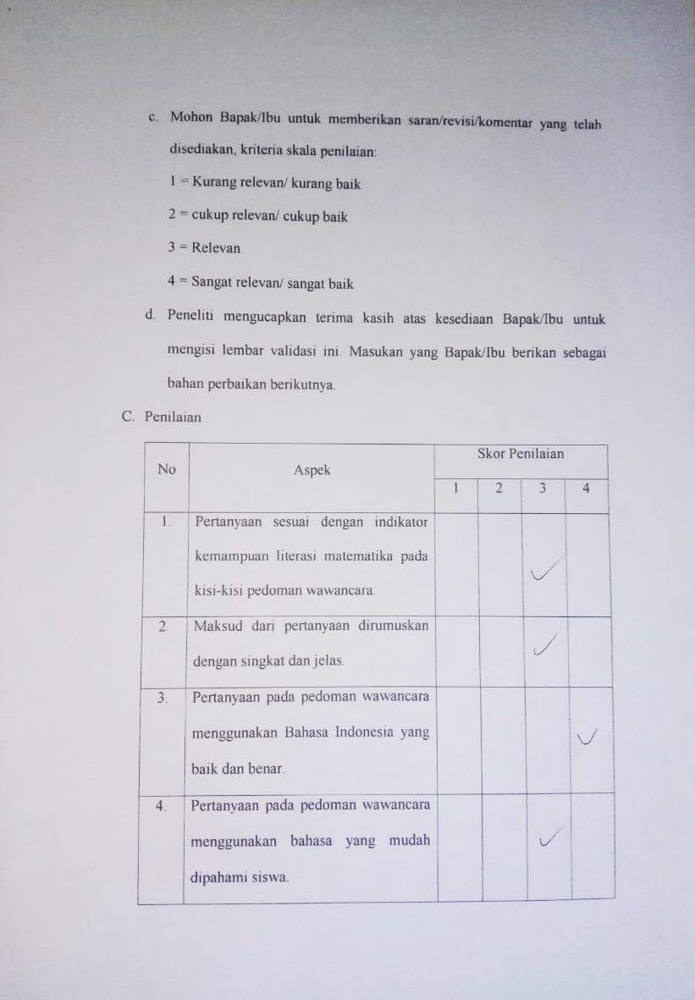 c. Mohon Bapak/Ibu untuk memberikan saran/revisi/komentar yang telah
disediakan, kriteria skala penilaian:
1 = Kurang relevan/ kurang baik
2 = cukup relevan/ cukup baik
3 = Relevan
4 = Sangat relevan/ sangat baik
d. Peneliti mengucapkan terima kasih atas kesediaan Bapak/Ibu untuk
mengisi lembar validasi ini. Masukan yang Bapak/Ibu berikan sebagai
bahan perbaikan berikutnya.
C. Penilaian
No Aspek Skor Penilaian
1 2 3 4
1. Pertanyaan sesuai dengan indikator
kemampuan literasi matematika pada
kisi-kisi pedoman wawancara. ✓
2. Maksud dari pertanyaan dirumuskan ✓
dengan singkat dan jelas.
3. Pertanyaan pada pedoman wawancara
menggunakan Bahasa Indonesia yang ✓
baik dan benar.
4. Pertanyaan pada pedoman wawancara
menggunakan bahasa yang mudah ✓
dipahami siswa.